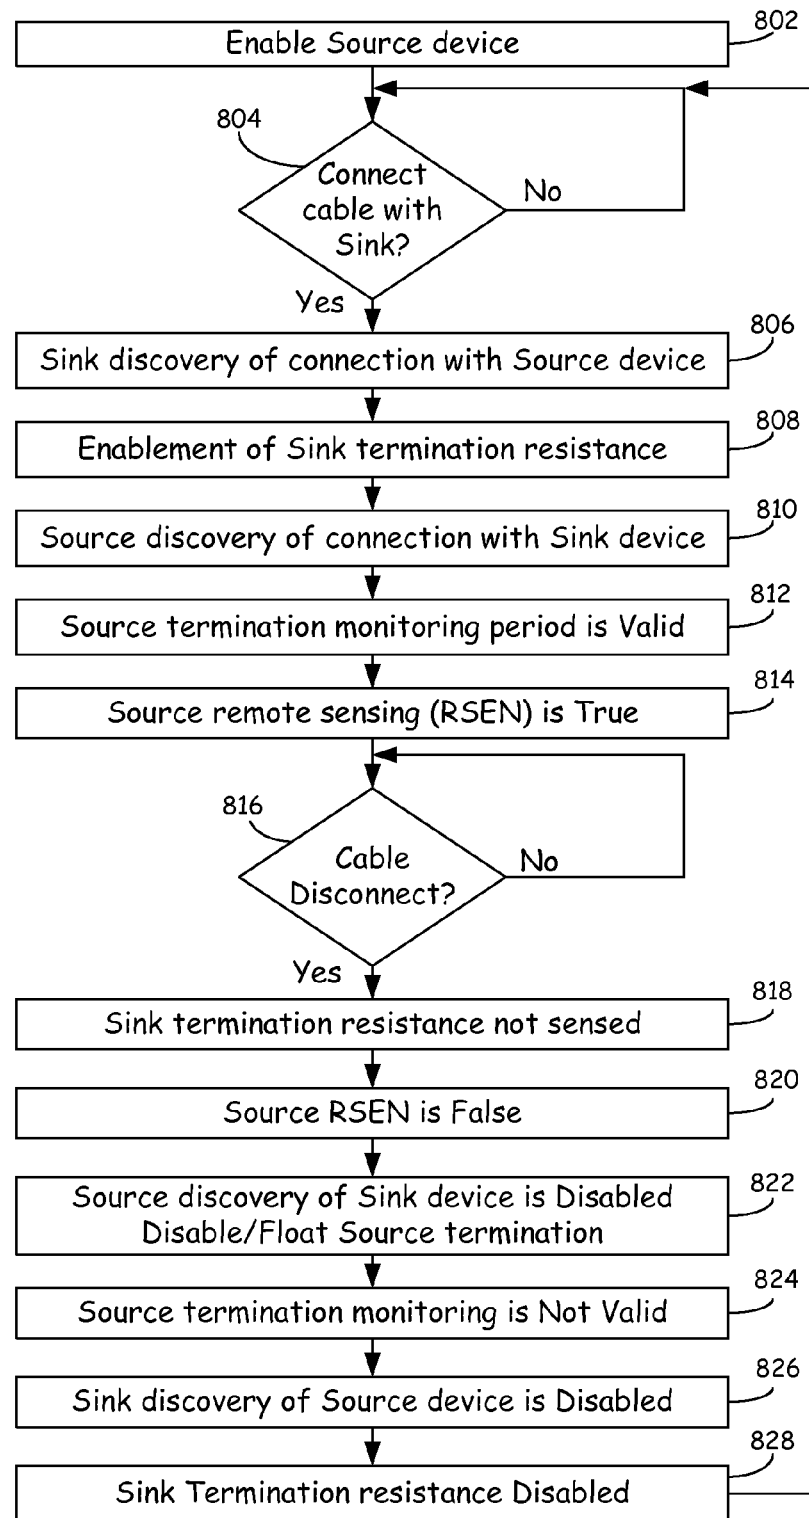 Enable Source device
802
804
Connect
cable with
Sink?
No
Yes
Sink discovery of connection with Source device
806
Enablement of Sink termination resistance
808
Source discovery of connection with Sink device
810
Source termination monitoring period is Valid
812
Source remote sensing (RSEN) is True
814
816
Cable
Disconnect?
No
Yes
Sink termination resistance not sensed
818
Source RSEN is False
820
Source discovery of Sink device is Disabled
Disable/Float Source termination
822
Source termination monitoring is Not Valid
824
Sink discovery of Source device is Disabled
826
Sink Termination resistance Disabled
828